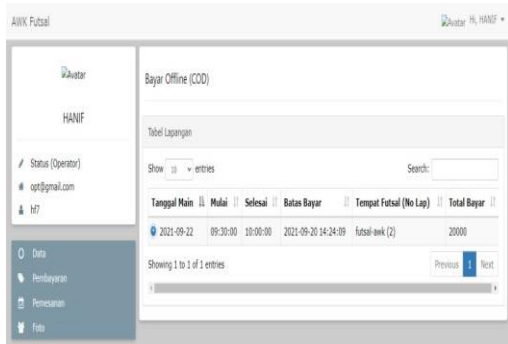 AWK Futsal
Avatar Hi, HANIF
Avatar
HANIF
Status (Operator)
opt@gmail.com
hf7
Data
Pembayaran
Pemesanan
Foto
Bayar Offline (COD)
Tabel Lapangan
Show 10 entries
Search:
Tanggal Main Mulai Selesai Batas Bayar Tempat Futsal (No Lap) Total Bayar
2021-09-22 09:30:00 10:00:00 2021-09-20 14:24:09 futsal-awk (2) 20000
Showing 1 to 1 of 1 entries
Previous 1 Next